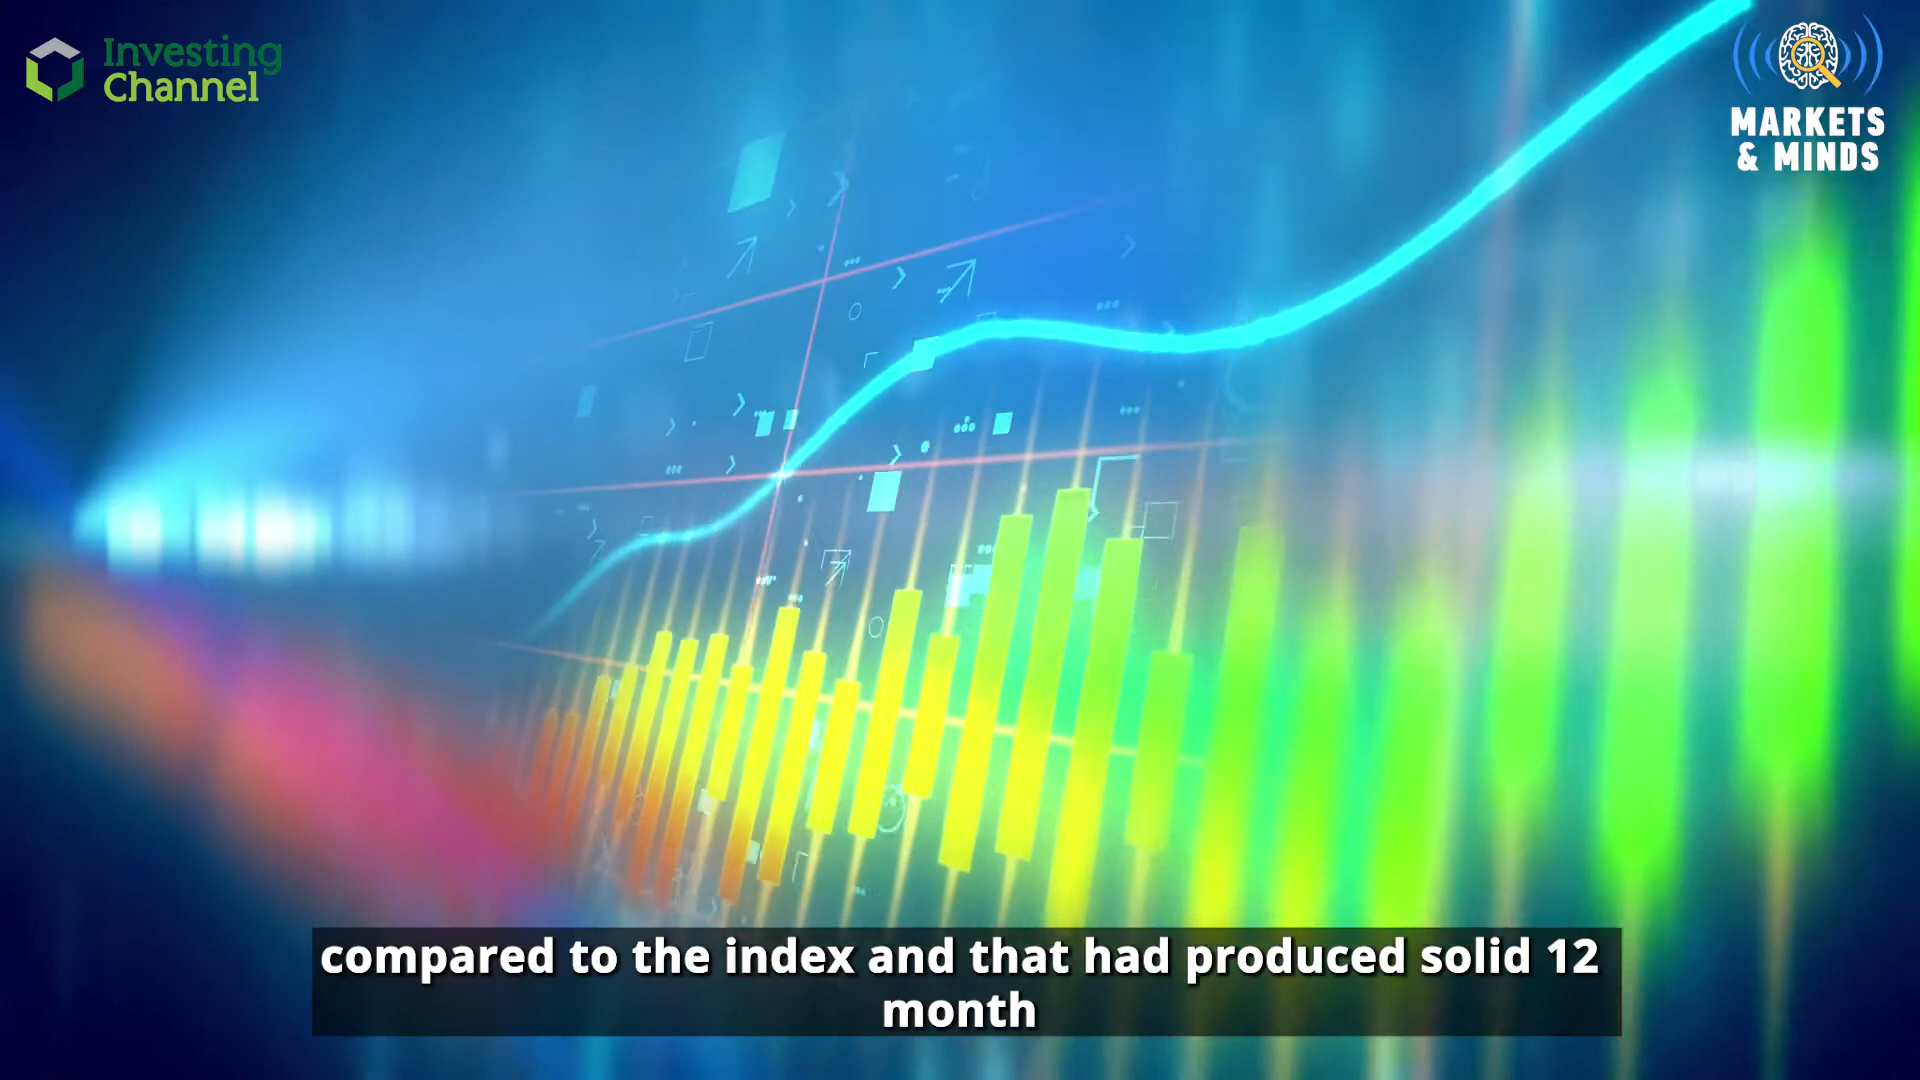 Investing
Channel
MARKETS
& MINDS
compared to the index and that had produced solid 12
month